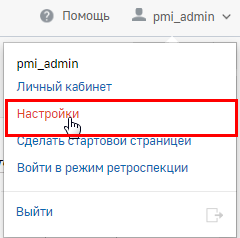 Помощь pmi_admin
pmi_admin
Личный кабинет
Настройки
Сделать стартовой страницей
Войти в режим ретроспекции
Выйти